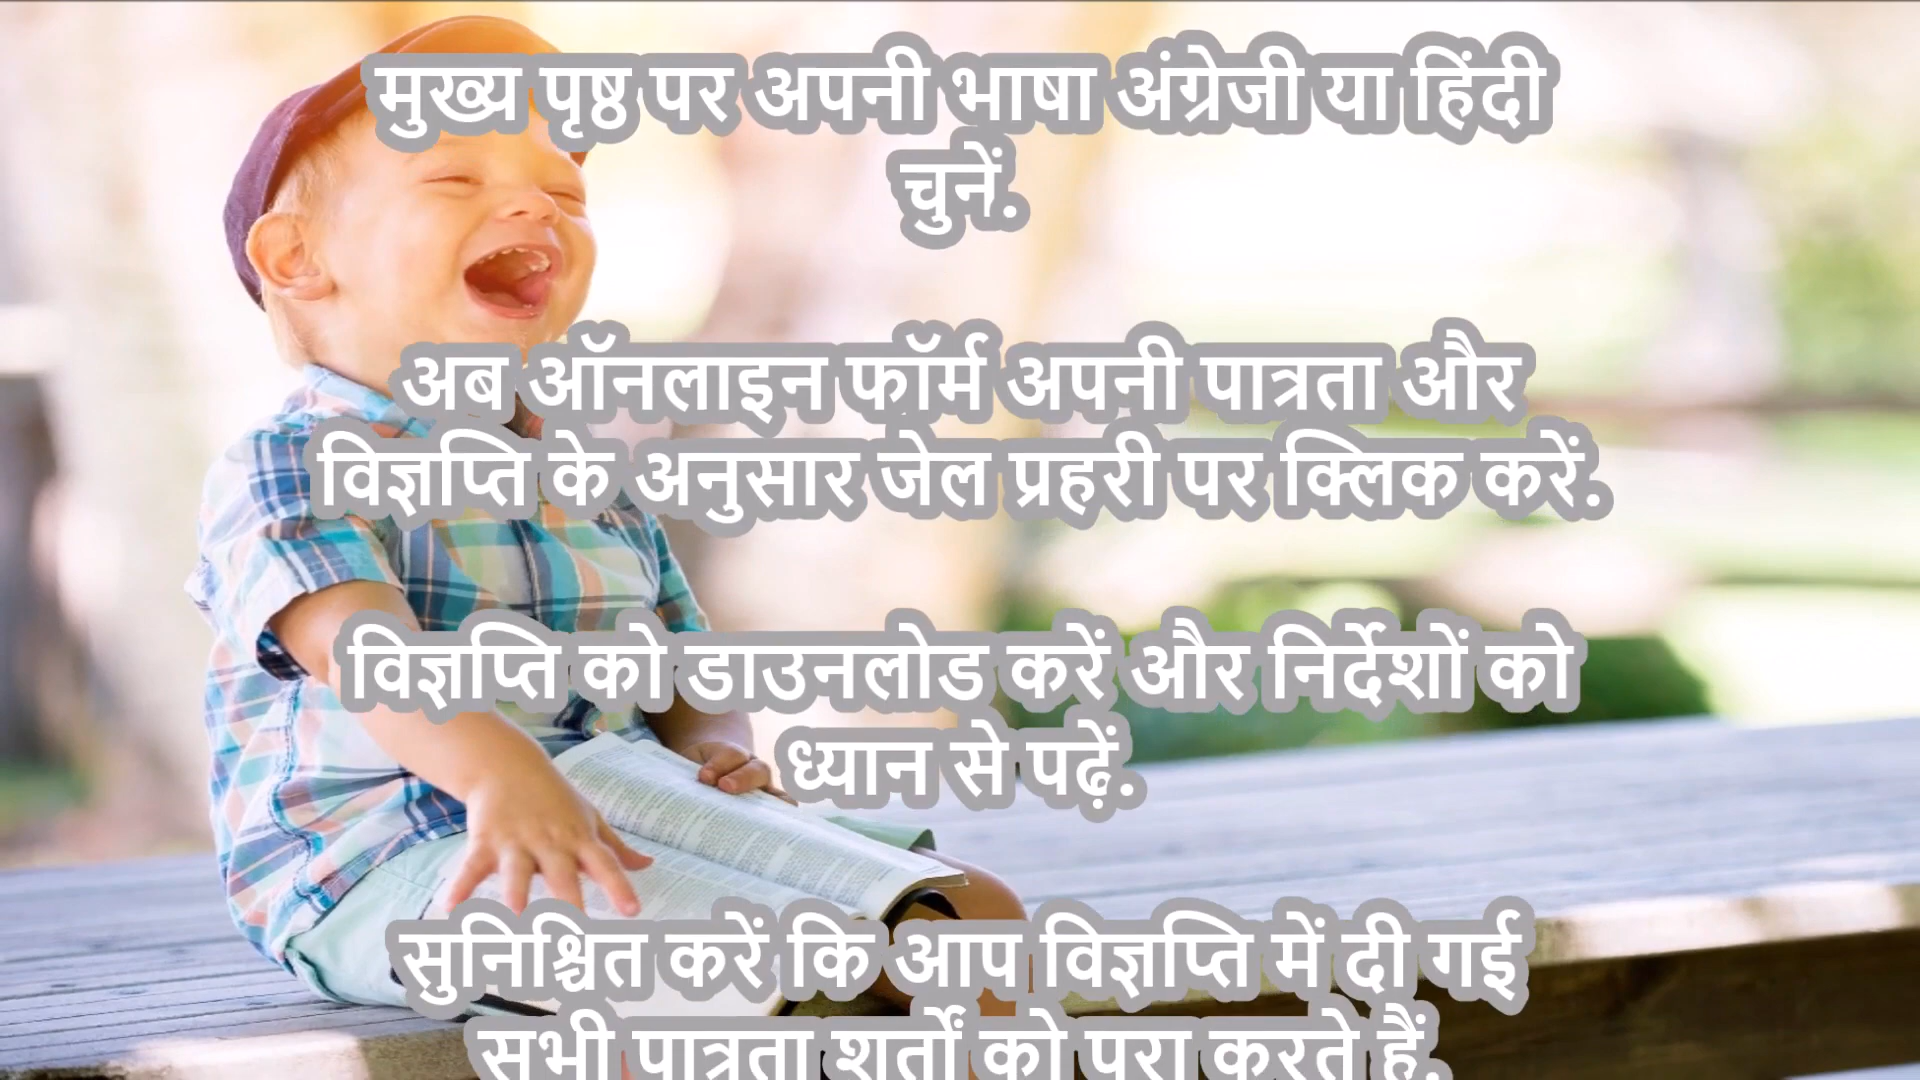 मुख्य पृष्ठ पर अपनी भाषा अंग्रेजी या हिंदी
चुनें.
अब ऑनलाइन फॉर्म अपनी पात्रता और
विज्ञप्ति के अनुसार जेल प्रहरी पर क्लिक करें.
विज्ञप्ति को डाउनलोड करें और निर्देशों को
ध्यान से पढ़ें.
सुनिश्चित करें कि आप विज्ञप्ति में दी गई
सभी पात्रता शर्तों को पूरा करते हैं.